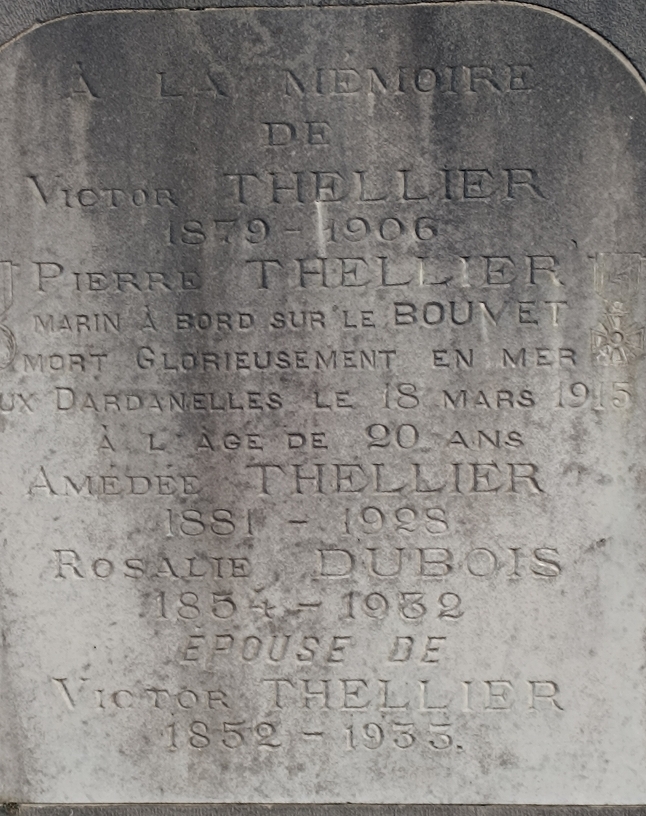 À LA MÉMOIRE
DE
VICTOR THELLIER
1879 - 1906
PIERRE THELLIER
MARIN À BORD SUR LE BOUVET
MORT GLORIEUSEMENT EN MER
UX DARDANELLES LE 18 MARS 1915
À L'ÂGE DE 20 ANS
AMÉDÉE THELLIER
1881 - 1928
ROSALIE DUBOIS
1854 - 1932
ÉPOUSE DE
VICTOR THELLIER
1852 - 1933.